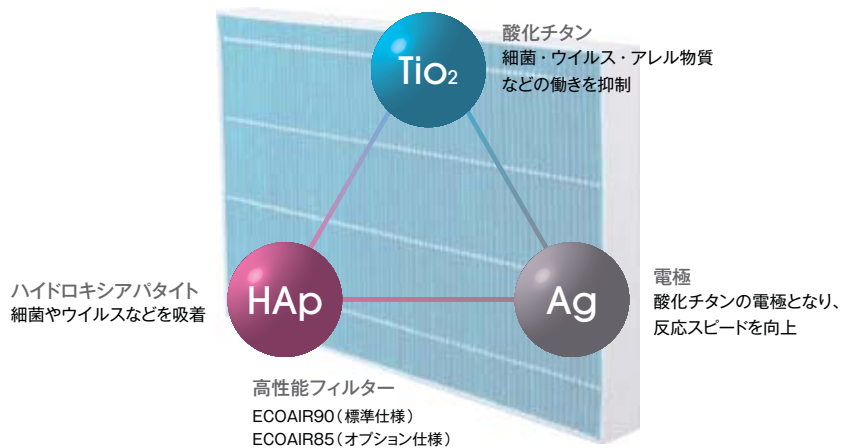 酸化チタン
細菌・ウイルス・アレル物質
などの働きを抑制
Tio₂
ハイドロキシアパタイト
細菌やウイルスなどを吸着
HAp
Ag
電極
酸化チタンの電極となり、
反応スピードを向上
高性能フィルター
ECOAIR90（標準仕様）
ECOAIR85（オプション仕様）